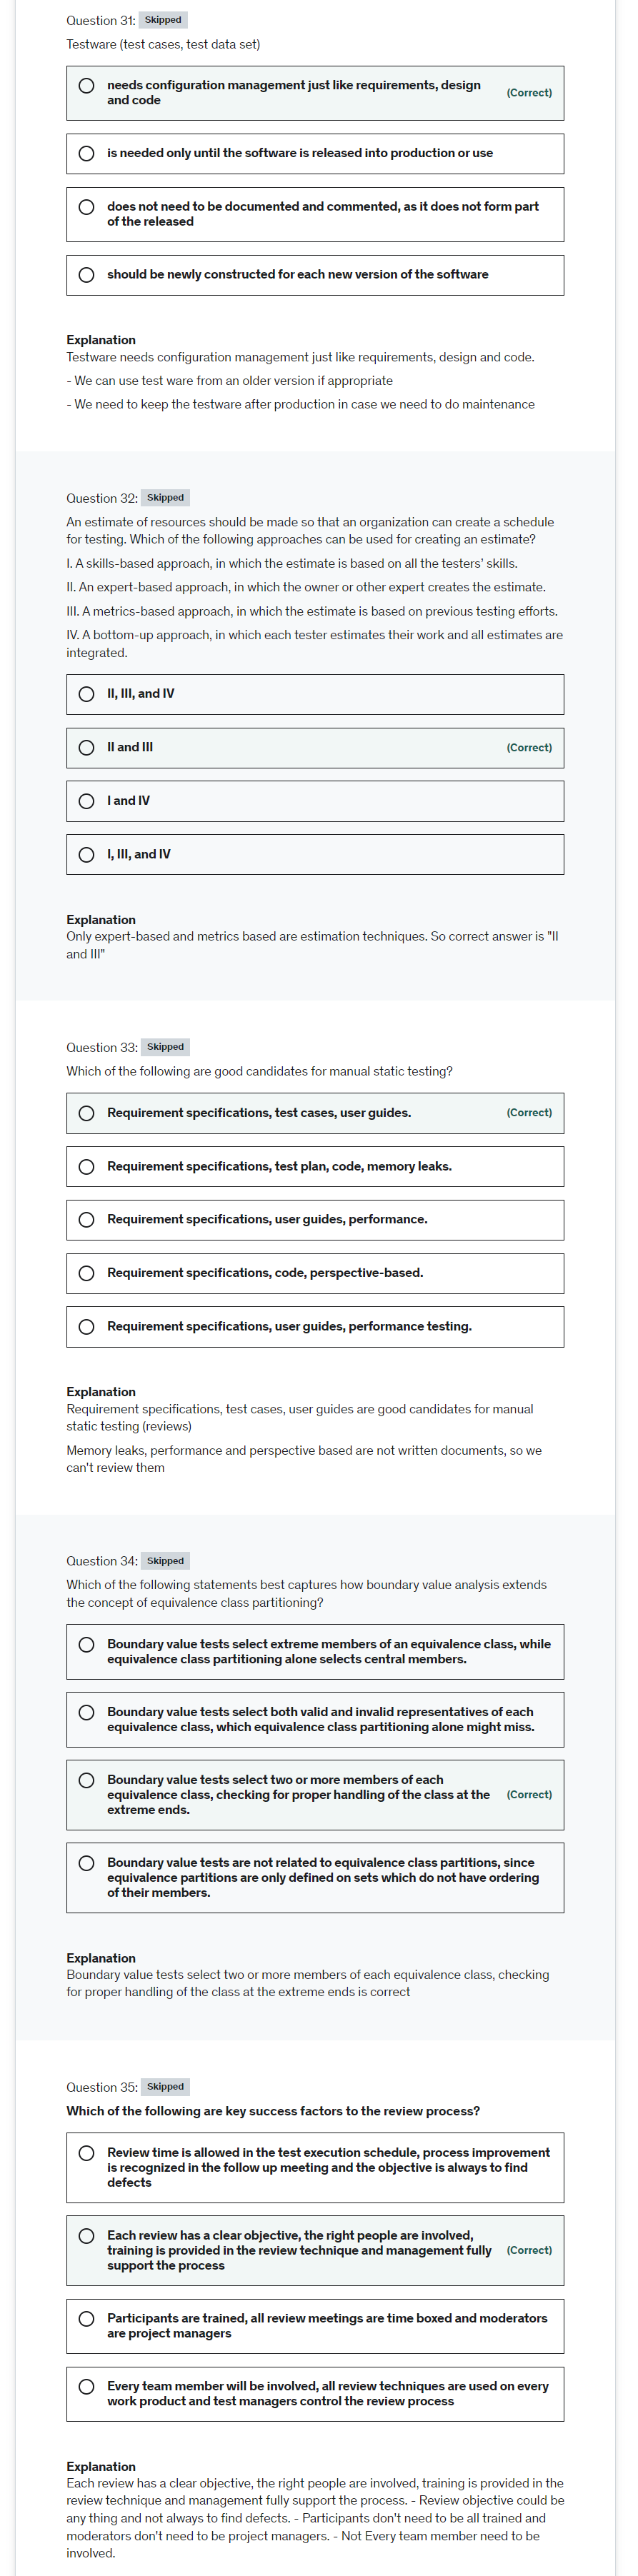 Question 31: Skipped
Testware (test cases, test data set)
needs configuration management just like requirements, design
and code
(Correct)
is needed only until the software is released into production or use
does not need to be documented and commented, as it does not form part
of the released
should be newly constructed for each new version of the software
Explanation
Testware needs configuration management just like requirements, design and code.
- We can use test ware from an older version if appropriate
- We need to keep the testware after production in case we need to do maintenance
Question 32: Skipped
An estimate of resources should be made so that an organization can create a schedule
for testing. Which of the following approaches can be used for creating an estimate?
I. A skills-based approach, in which the estimate is based on all the testers’ skills.
II. An expert-based approach, in which the owner or other expert creates the estimate.
III. A metrics-based approach, in which the estimate is based on previous testing efforts.
IV. A bottom-up approach, in which each tester estimates their work and all estimates are
integrated.
II, III, and IV
II and III
(Correct)
I and IV
I, III, and IV
Explanation
Only expert-based and metrics based are estimation techniques. So correct answer is "II
and III"
Question 33: Skipped
Which of the following are good candidates for manual static testing?
Requirement specifications, test cases, user guides.
(Correct)
Requirement specifications, test plan, code, memory leaks.
Requirement specifications, user guides, performance.
Requirement specifications, code, perspective-based.
Requirement specifications, user guides, performance testing.
Explanation
Requirement specifications, test cases, user guides are good candidates for manual
static testing (reviews)
Memory leaks, performance and perspective based are not written documents, so we
can't review them
Question 34: Skipped
Which of the following statements best captures how boundary value analysis extends
the concept of equivalence class partitioning?
Boundary value tests select extreme members of an equivalence class, while
equivalence class partitioning alone selects central members.
Boundary value tests select both valid and invalid representatives of each
equivalence class, which equivalence class partitioning alone might miss.
Boundary value tests select two or more members of each
equivalence class, checking for proper handling of the class at the
extreme ends.
(Correct)
Boundary value tests are not related to equivalence class partitions, since
equivalence partitions are only defined on sets which do not have ordering
of their members.
Explanation
Boundary value tests select two or more members of each equivalence class, checking
for proper handling of the class at the extreme ends is correct
Question 35: Skipped
Which of the following are key success factors to the review process?
Review time is allowed in the test execution schedule, process improvement
is recognized in the follow up meeting and the objective is always to find
defects
Each review has a clear objective, the right people are involved,
training is provided in the review technique and management fully
support the process
(Correct)
Participants are trained, all review meetings are time boxed and moderators
are project managers
Every team member will be involved, all review techniques are used on every
work product and test managers control the review process
Explanation
Each review has a clear objective, the right people are involved, training is provided in the
review technique and management fully support the process. - Review objective could be
any thing and not always to find defects. - Participants don't need to be all trained and
moderators don't need to be project managers. - Not Every team member need to be
involved.